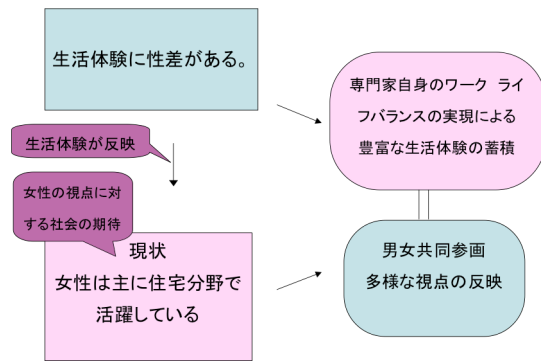 生活体験に性差がある。
専門家自身のワーク ライ
フバランスの実現による
豊富な生活体験の蓄積
生活体験が反映
女性の視点に対
する社会の期待
現状
女性は主に住宅分野で
活躍している
男女共同参画
多様な視点の反映